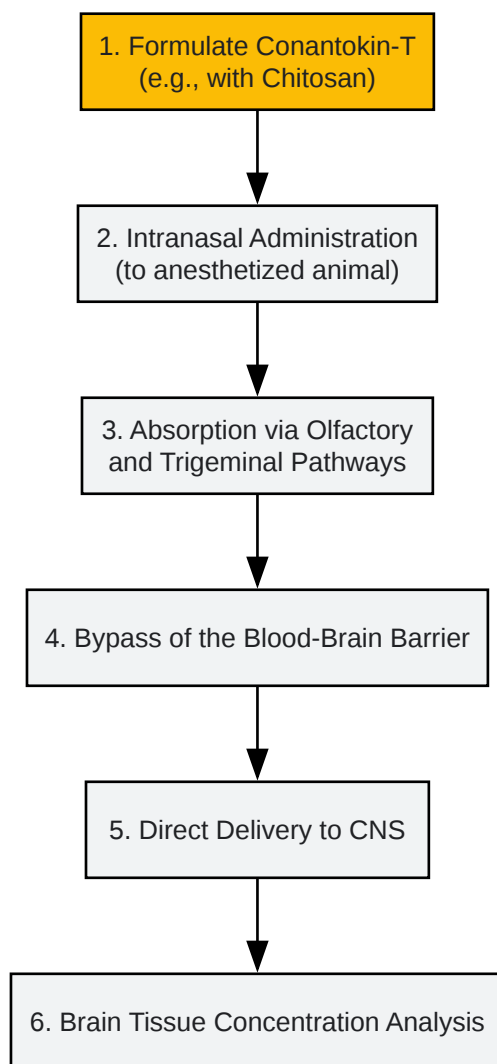 1. Formulate Conantokin-T
(e.g., with Chitosan)
2. Intranasal Administration
(to anesthetized animal)
3. Absorption via Olfactory
and Trigeminal Pathways
4. Bypass of the Blood-Brain Barrier
5. Direct Delivery to CNS
6. Brain Tissue Concentration Analysis